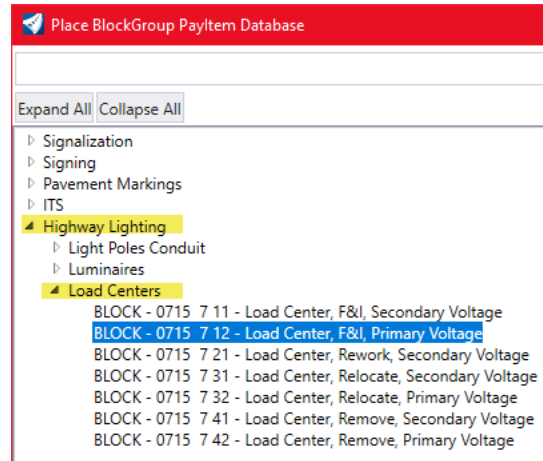 Place BlockGroup PayItem Database
Expand All Collapse All
Signalization
Signing
Pavement Markings
ITS
Highway Lighting
Light Poles Conduit
Luminaires
Load Centers
BLOCK - 0715 7 11 - Load Center, F&I, Secondary Voltage
BLOCK - 0715 7 12 - Load Center, F&I, Primary Voltage
BLOCK - 0715 7 21 - Load Center, Rework, Secondary Voltage
BLOCK - 0715 7 31 - Load Center, Relocate, Secondary Voltage
BLOCK - 0715 7 32 - Load Center, Relocate, Primary Voltage
BLOCK - 0715 7 41 - Load Center, Remove, Secondary Voltage
BLOCK - 0715 7 42 - Load Center, Remove, Primary Voltage